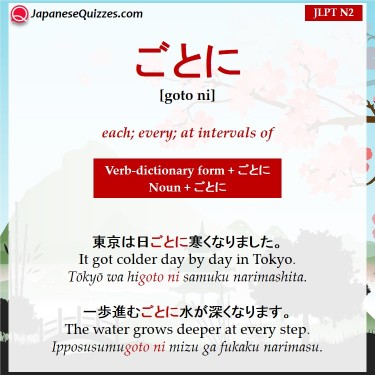 JapaneseQuizzes.com
JLPT N2
ごとに
[goto ni]
each; every; at intervals of
Verb-dictionary form + ごとに
Noun + ごとに
東京は日ごとに寒くなりました。
It got colder day by day in Tokyo.
Tōkyō wa higoto ni samuku narimashita.
一歩進むごとに水が深くなります。
The water grows deeper at every step.
Ipposusumugoto ni mizu ga fukaku narimasu.